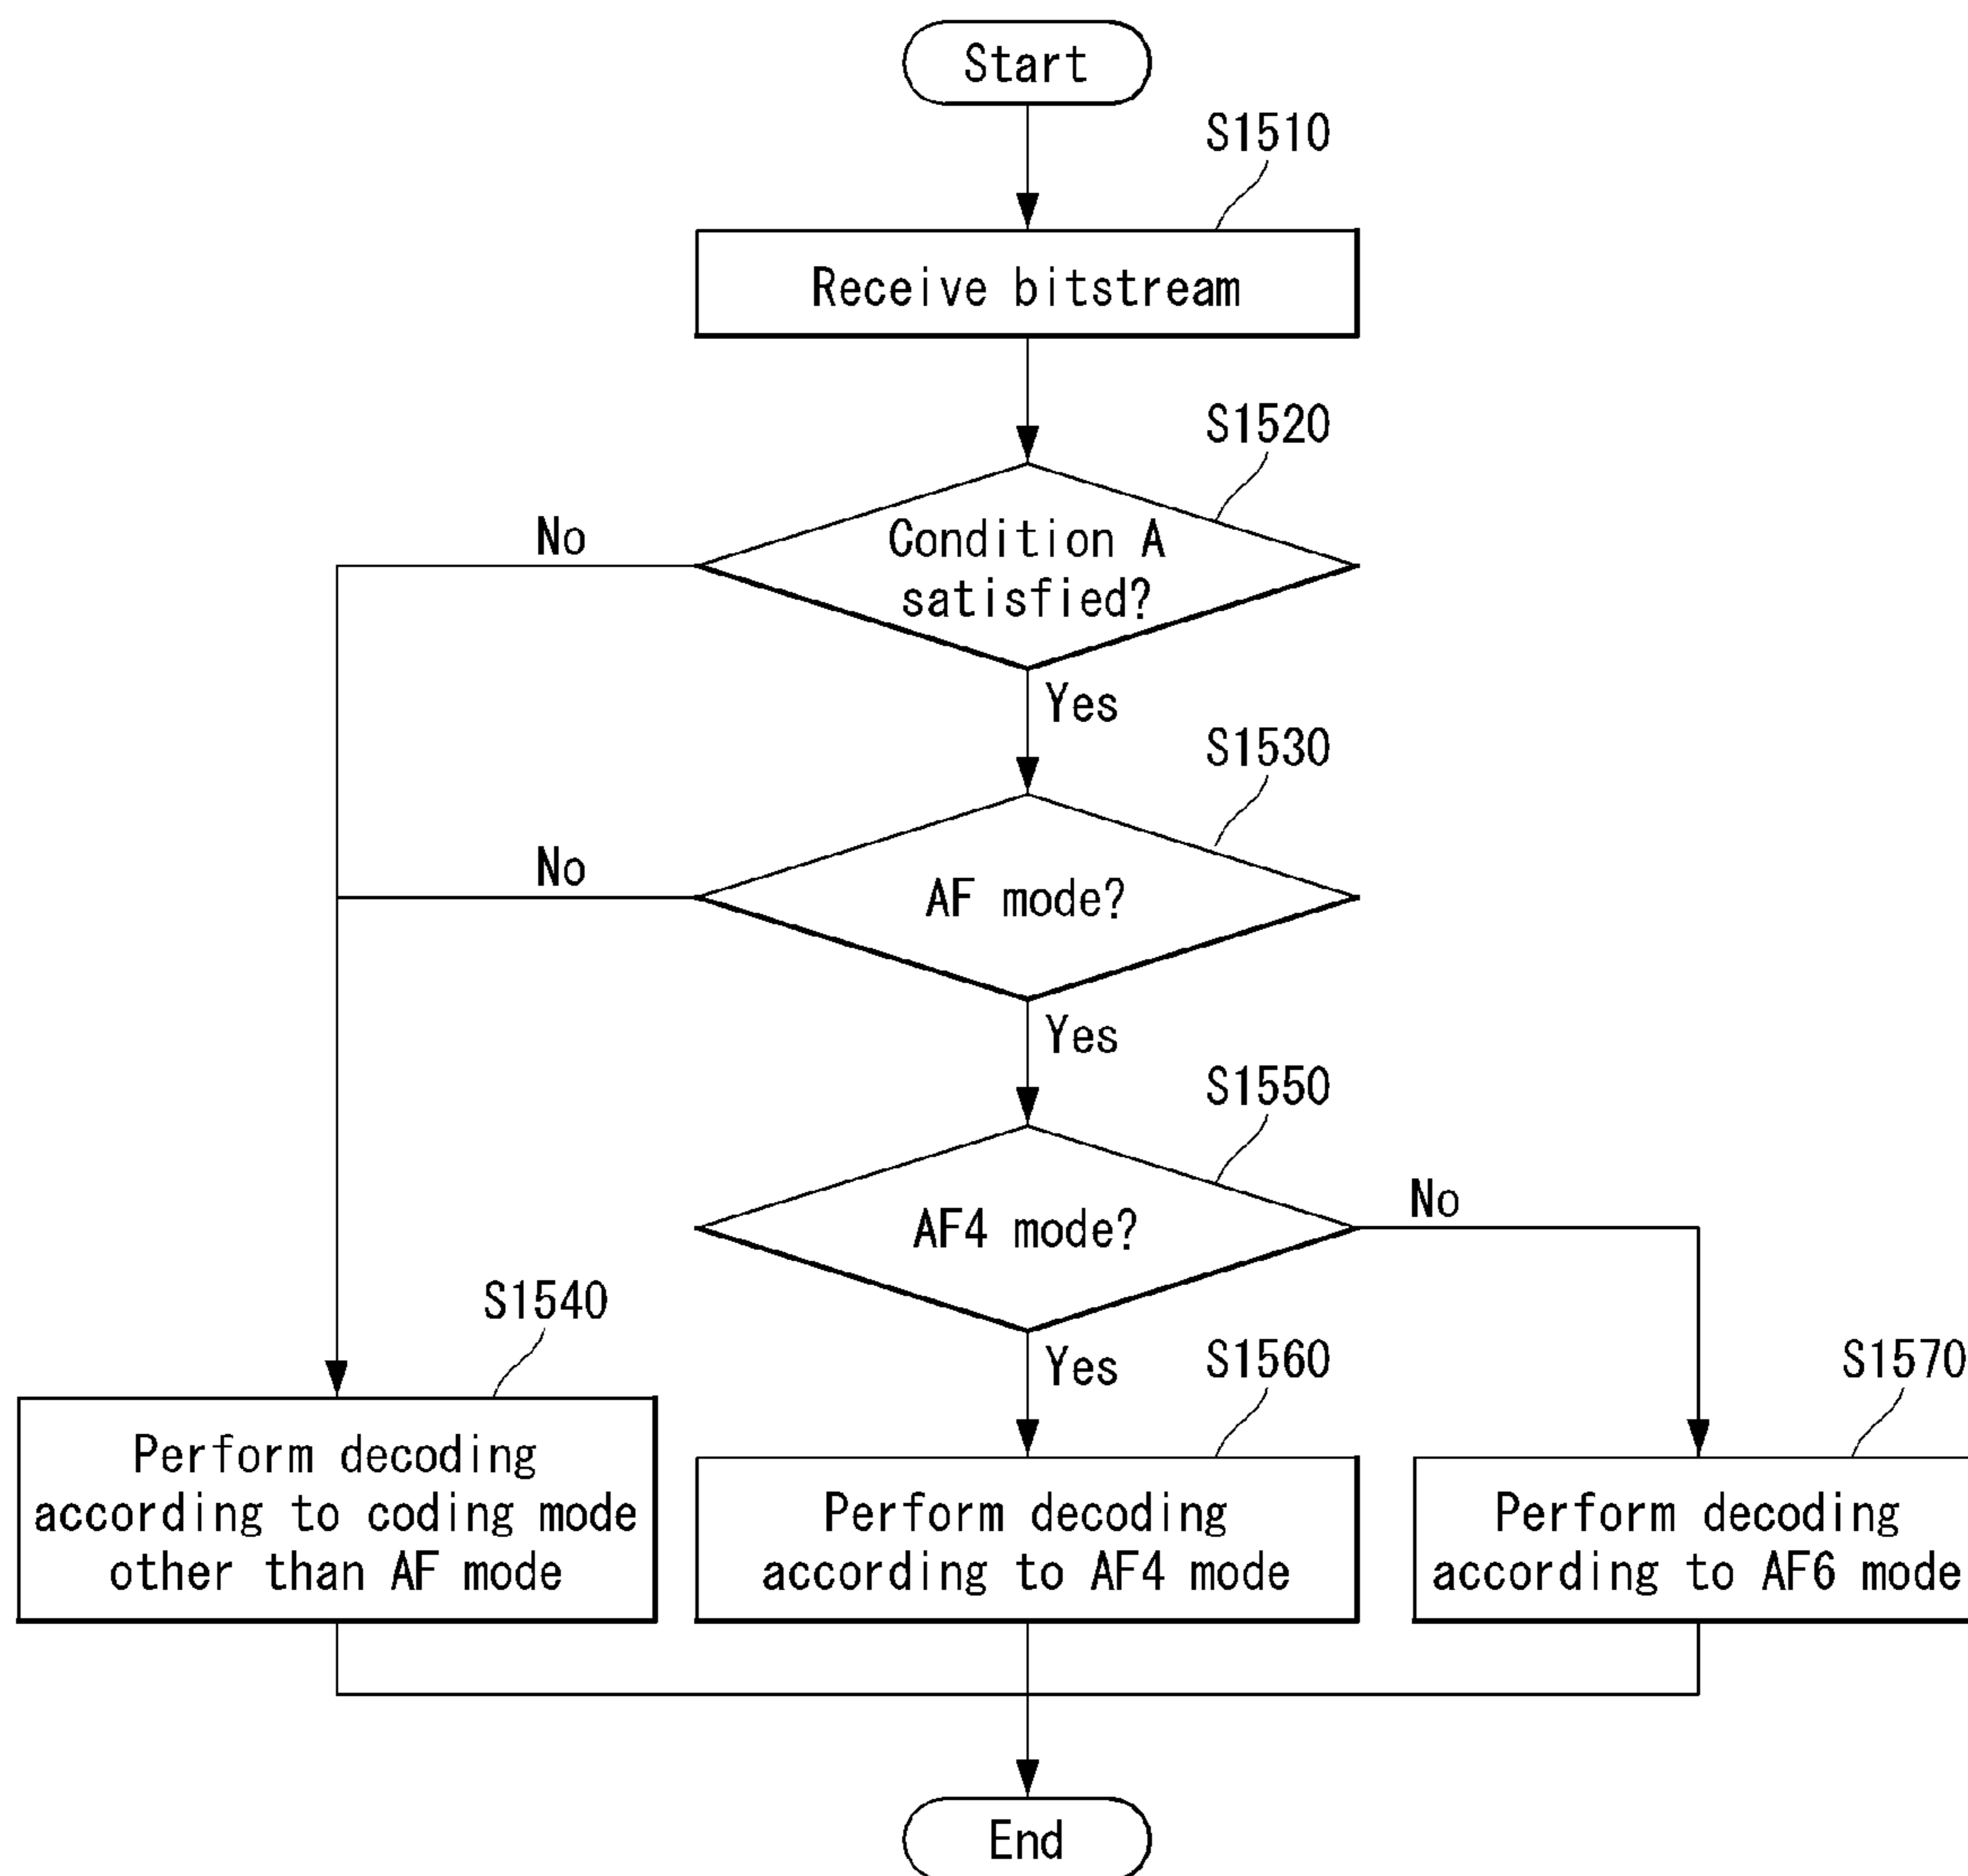 Start
S1510
Receive bitstream
S1520
Condition A
satisfied?
No
Yes
S1530
AF mode?
No
Yes
S1550
AF4 mode?
No
Yes
S1540
Perform decoding
according to coding mode
other than AF mode
S1560
Perform decoding
according to AF4 mode
S1570
Perform decoding
according to AF6 mode
End